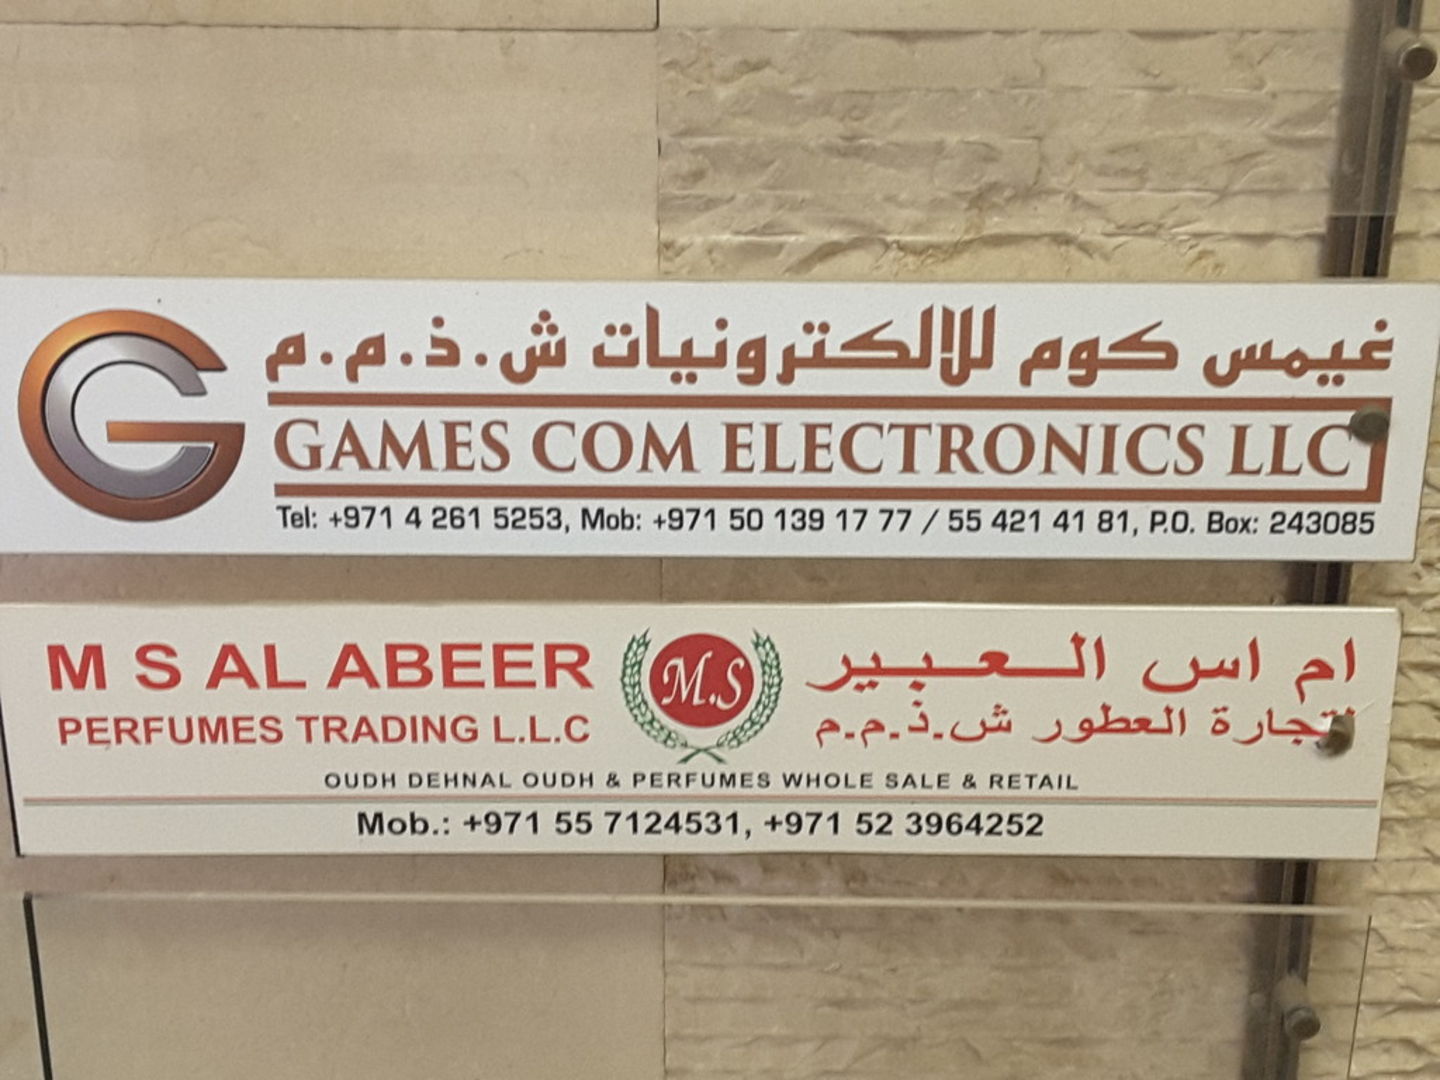 غيمس كوم للإلكترونيات ش.ذ.م.م
GAMES COM ELECTRONICS LLC
Tel: +971 4 261 5253, Mob: +971 50 139 17 77 / 55 421 41 81, P.O. Box: 243085
M S AL ABEER
PERFUMES TRADING L.L.C
M.S
ام اس العبير
لتجارة العطور ش.ذ.م.م
OUDH DEHNAL OUDH & PERFUMES WHOLE SALE & RETAIL
Mob.: +971 55 7124531, +971 52 3964252